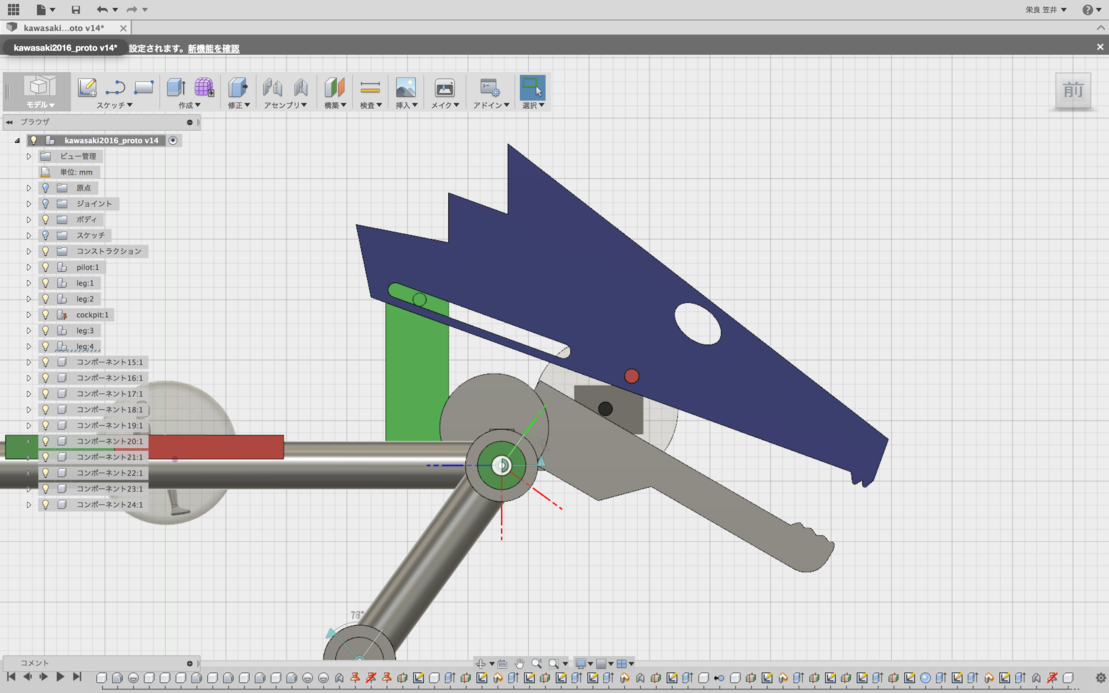 栄良 笠井
kawasaki...oto v14*
kawasaki2016_proto v14* 設定されます。新機能を確認
モデル スケッチ 作成 修正 アセンブリ 構築 検査 挿入 メイク アドイン 選択
前
ブラウザ
kawasaki2016_proto v14
ビュー管理
単位: mm
原点
ジョイント
ボディ
スケッチ
コンストラクション
pilot:1
leg:1
leg:2
cockpit:1
leg:3
leg:4
コンポーネント15:1
コンポーネント16:1
コンポーネント17:1
コンポーネント18:1
コンポーネント19:1
コンポーネント20:1
コンポーネント21:1
コンポーネント22:1
コンポーネント23:1
コンポーネント24:1
78°
コメント